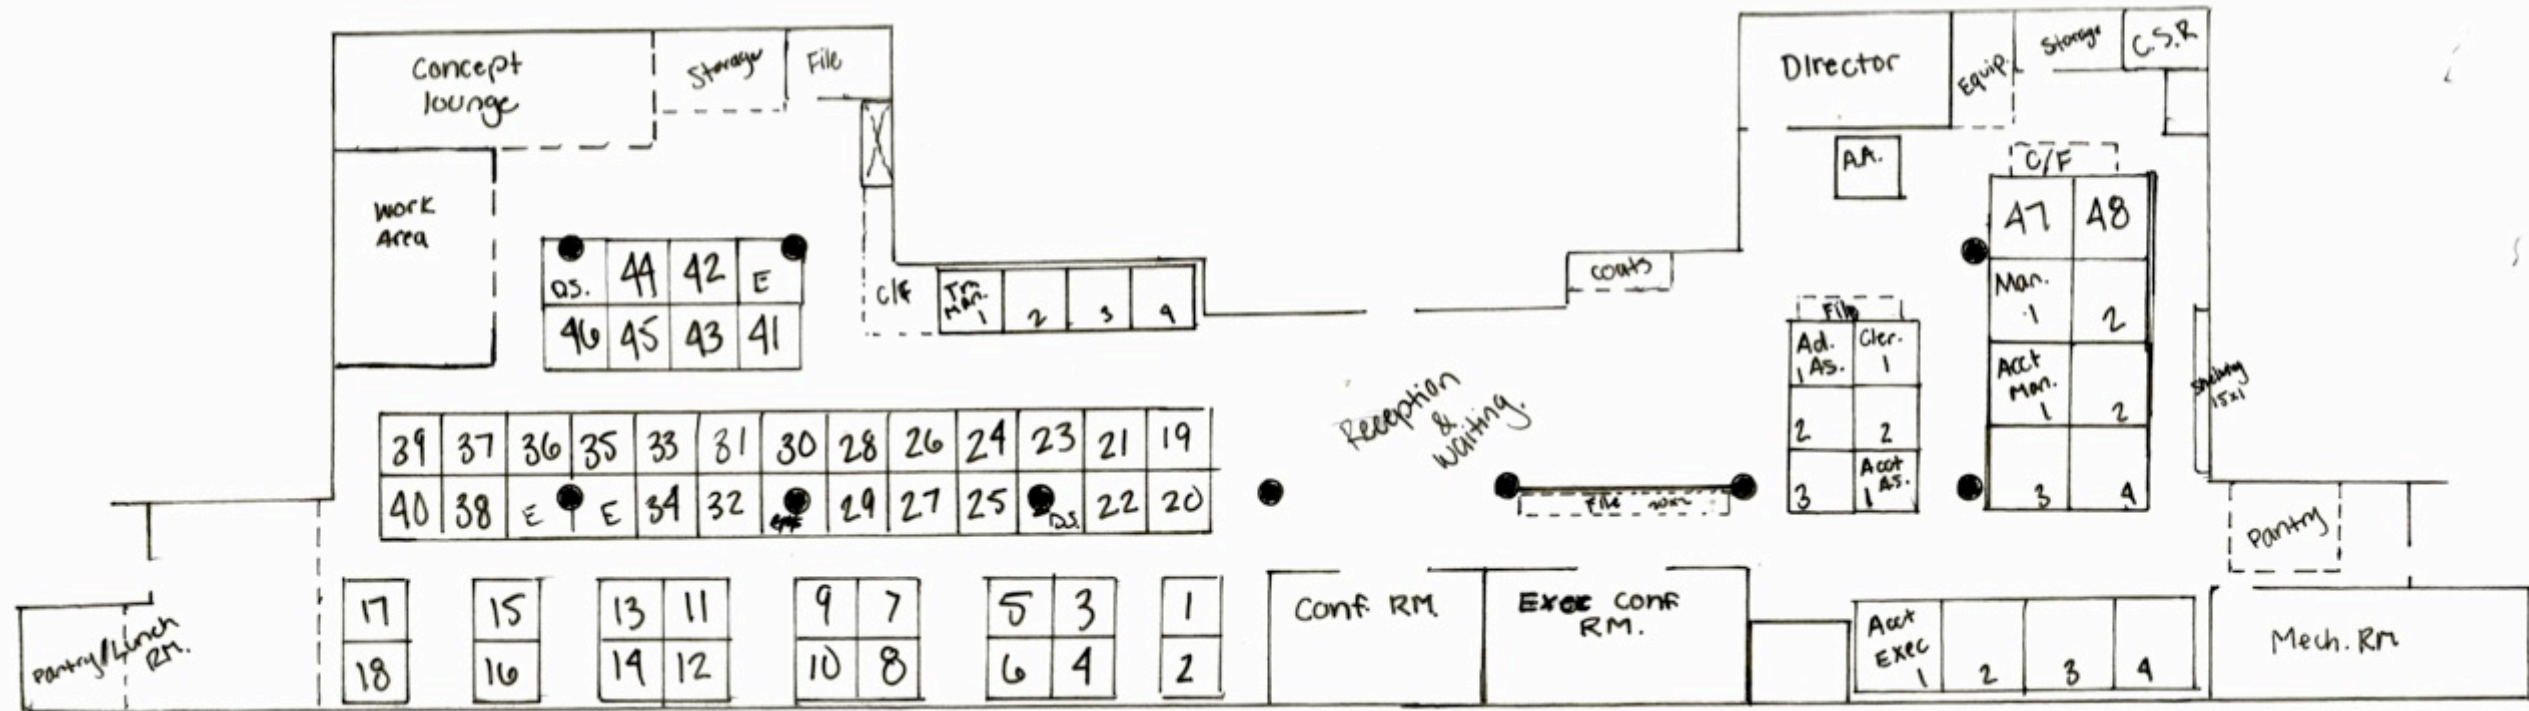 Concept
lounge
Storage
File
Director
Equip.
Storage
C.S.R
Work
Area
A.A.
C/F
47 48
Man.
1 2
Acct
Man.
1 2
3 4
D.S. 44 42 E
46 45 43 41
C/F
Tm
Man.
1 2 3 4
coats
File
Ad. Cler.
1 As. 1
2 2
3 Acct
1 As.
Shelving
15x1
Reception
&
Waiting.
39 37 36 35 33 31 30 28 26 24 23 21 19
40 38 E E 34 32 29 27 25 D.S. 22 20
File 20x2
Pantry
Pantry/Lunch
RM.
17 15 13 11 9 7 5 3 1
18 16 14 12 10 8 6 4 2
Conf. RM.
Exec Conf
RM.
Acct
Exec
1 2 3 4
Mech. RM